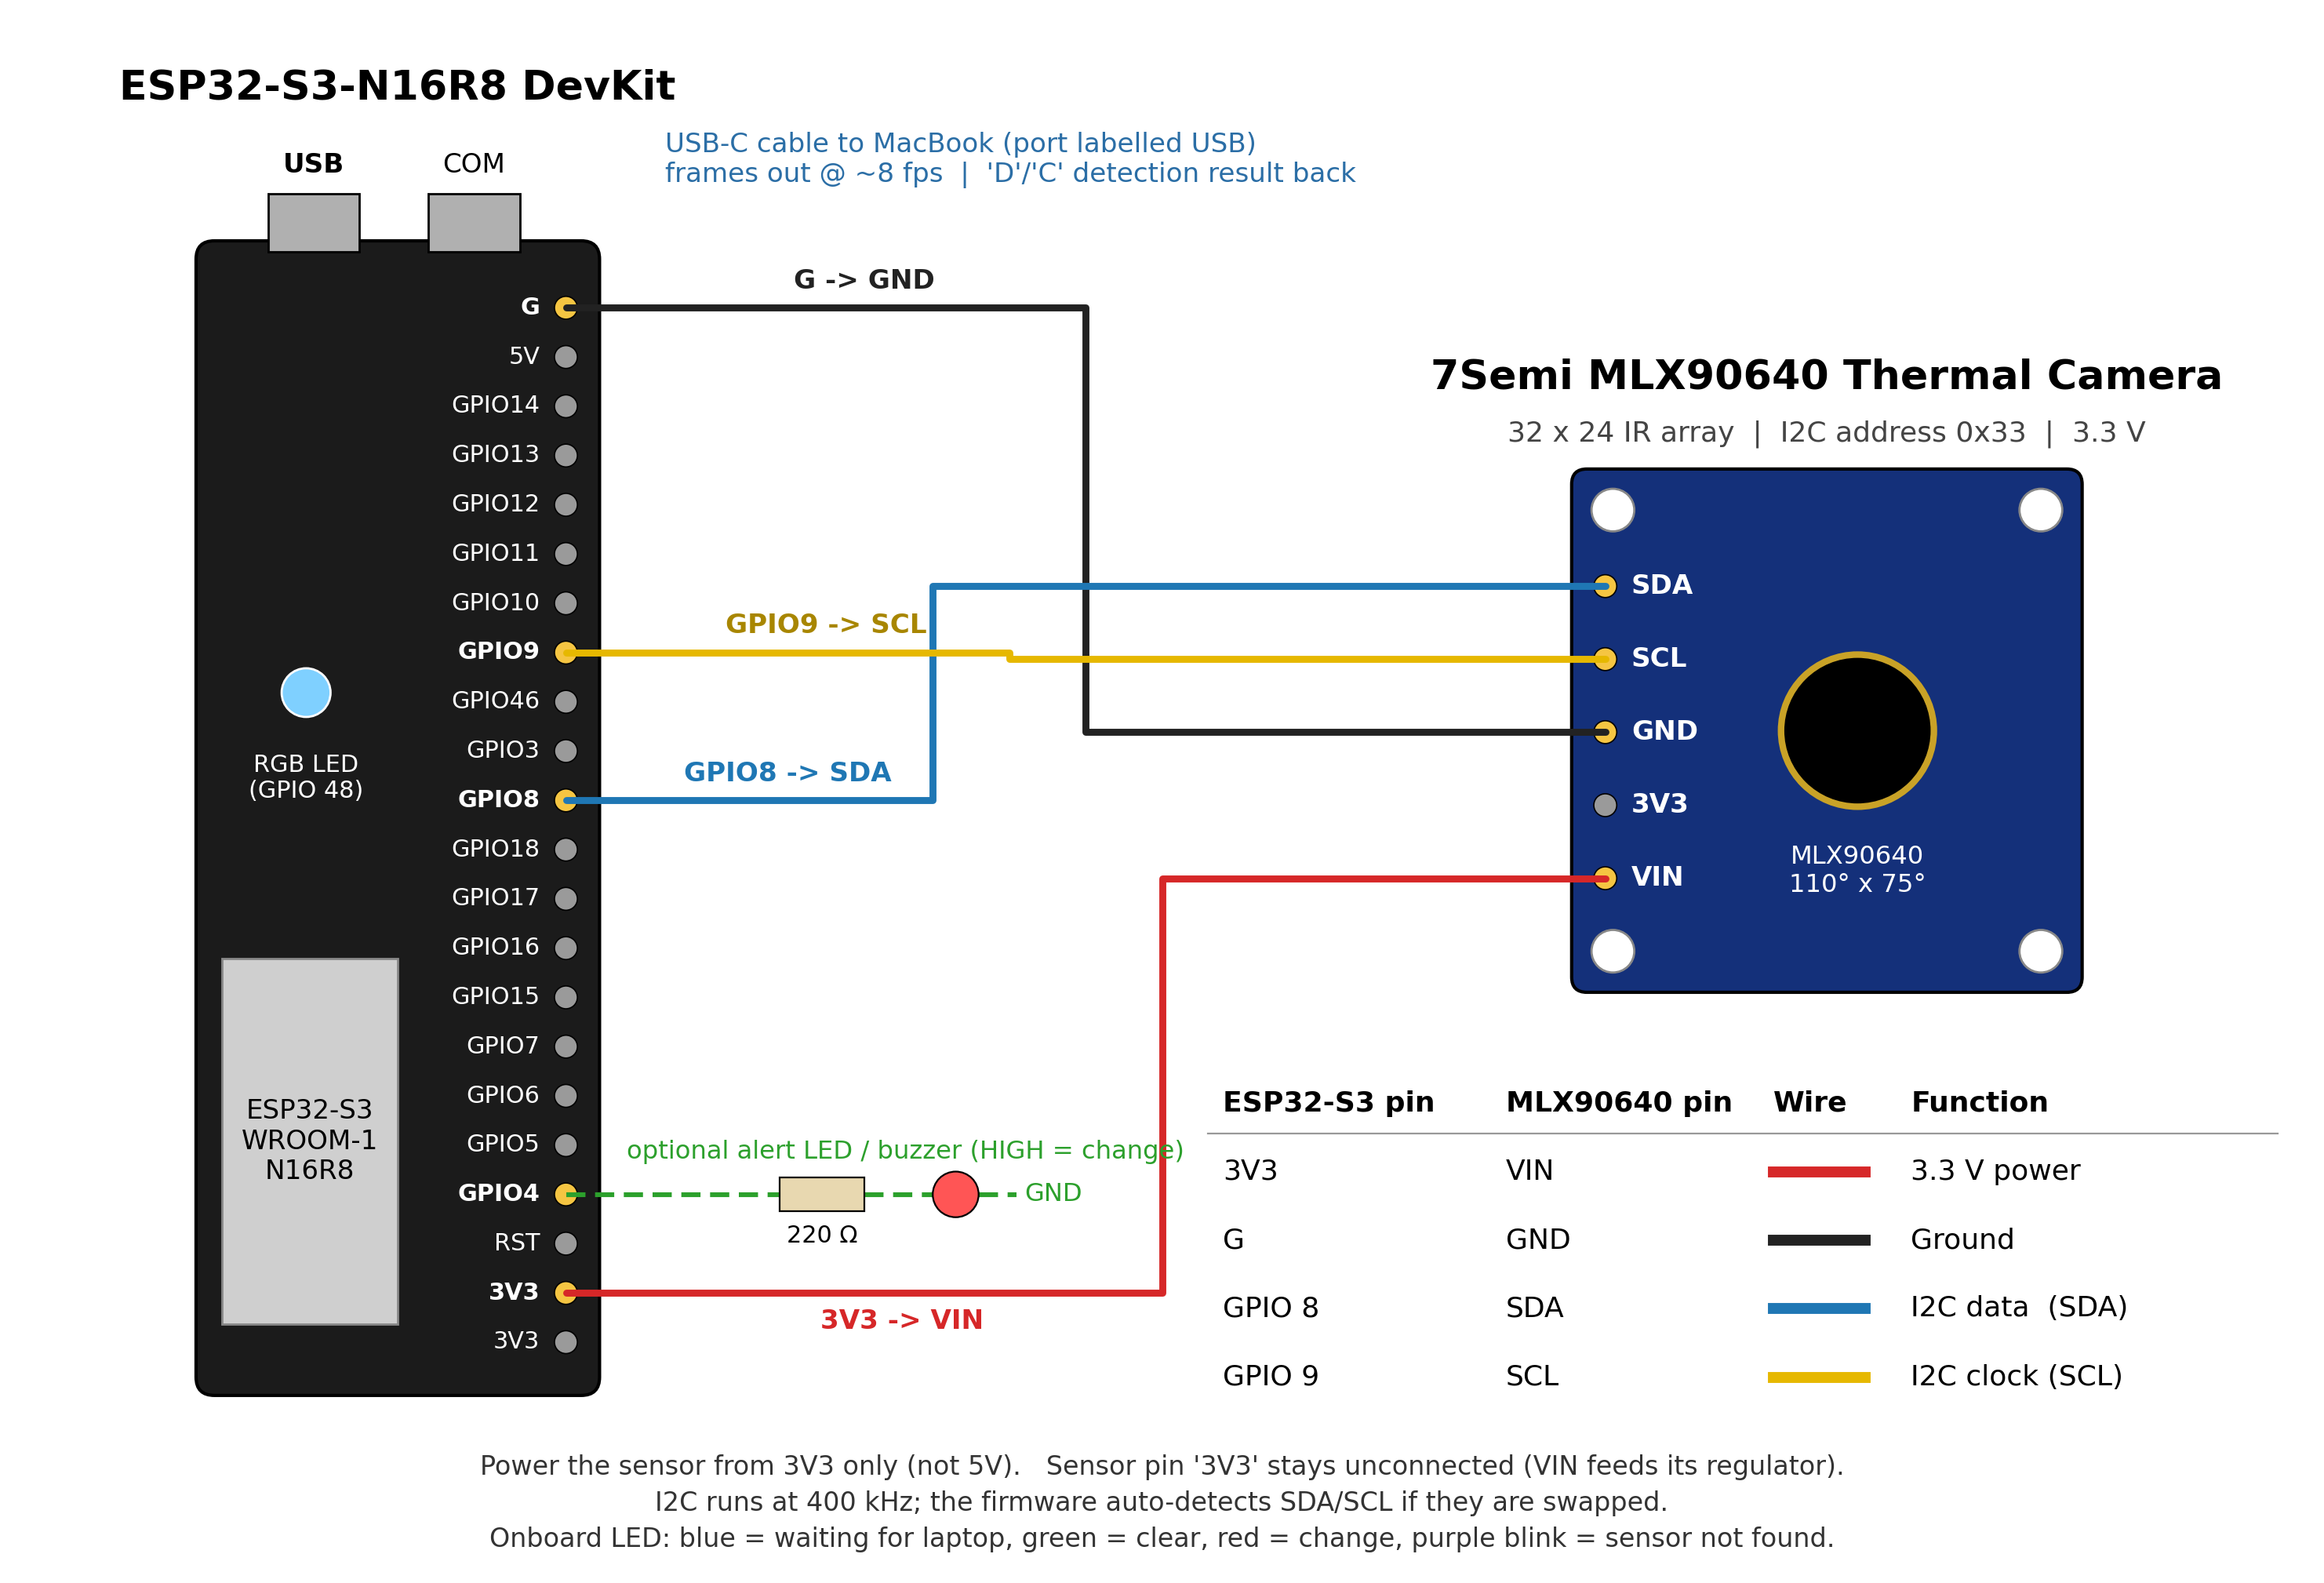 ESP32-S3-N16R8 DevKit
USB-C cable to MacBook (port labelled USB)
frames out @ ~8 fps  |  'D'/'C' detection result back
USB
COM
G
5V
GPIO14
GPIO13
GPIO12
GPIO11
GPIO10
GPIO9
GPIO46
GPIO3
GPIO8
GPIO18
GPIO17
GPIO16
GPIO15
GPIO7
GPIO6
GPIO5
GPIO4
RST
3V3
3V3
RGB LED
(GPIO 48)
ESP32-S3
WROOM-1
N16R8
G -> GND
GPIO9 -> SCL
GPIO8 -> SDA
optional alert LED / buzzer (HIGH = change)
GND
220 Ω
3V3 -> VIN
7Semi MLX90640 Thermal Camera
32 x 24 IR array  |  I2C address 0x33  |  3.3 V
SDA
SCL
GND
3V3
VIN
MLX90640
110° x 75°
ESP32-S3 pin MLX90640 pin Wire Function
3V3 VIN 3.3 V power
G GND Ground
GPIO 8 SDA I2C data  (SDA)
GPIO 9 SCL I2C clock (SCL)
Power the sensor from 3V3 only (not 5V).   Sensor pin '3V3' stays unconnected (VIN feeds its regulator).
I2C runs at 400 kHz; the firmware auto-detects SDA/SCL if they are swapped.
Onboard LED: blue = waiting for laptop, green = clear, red = change, purple blink = sensor not found.